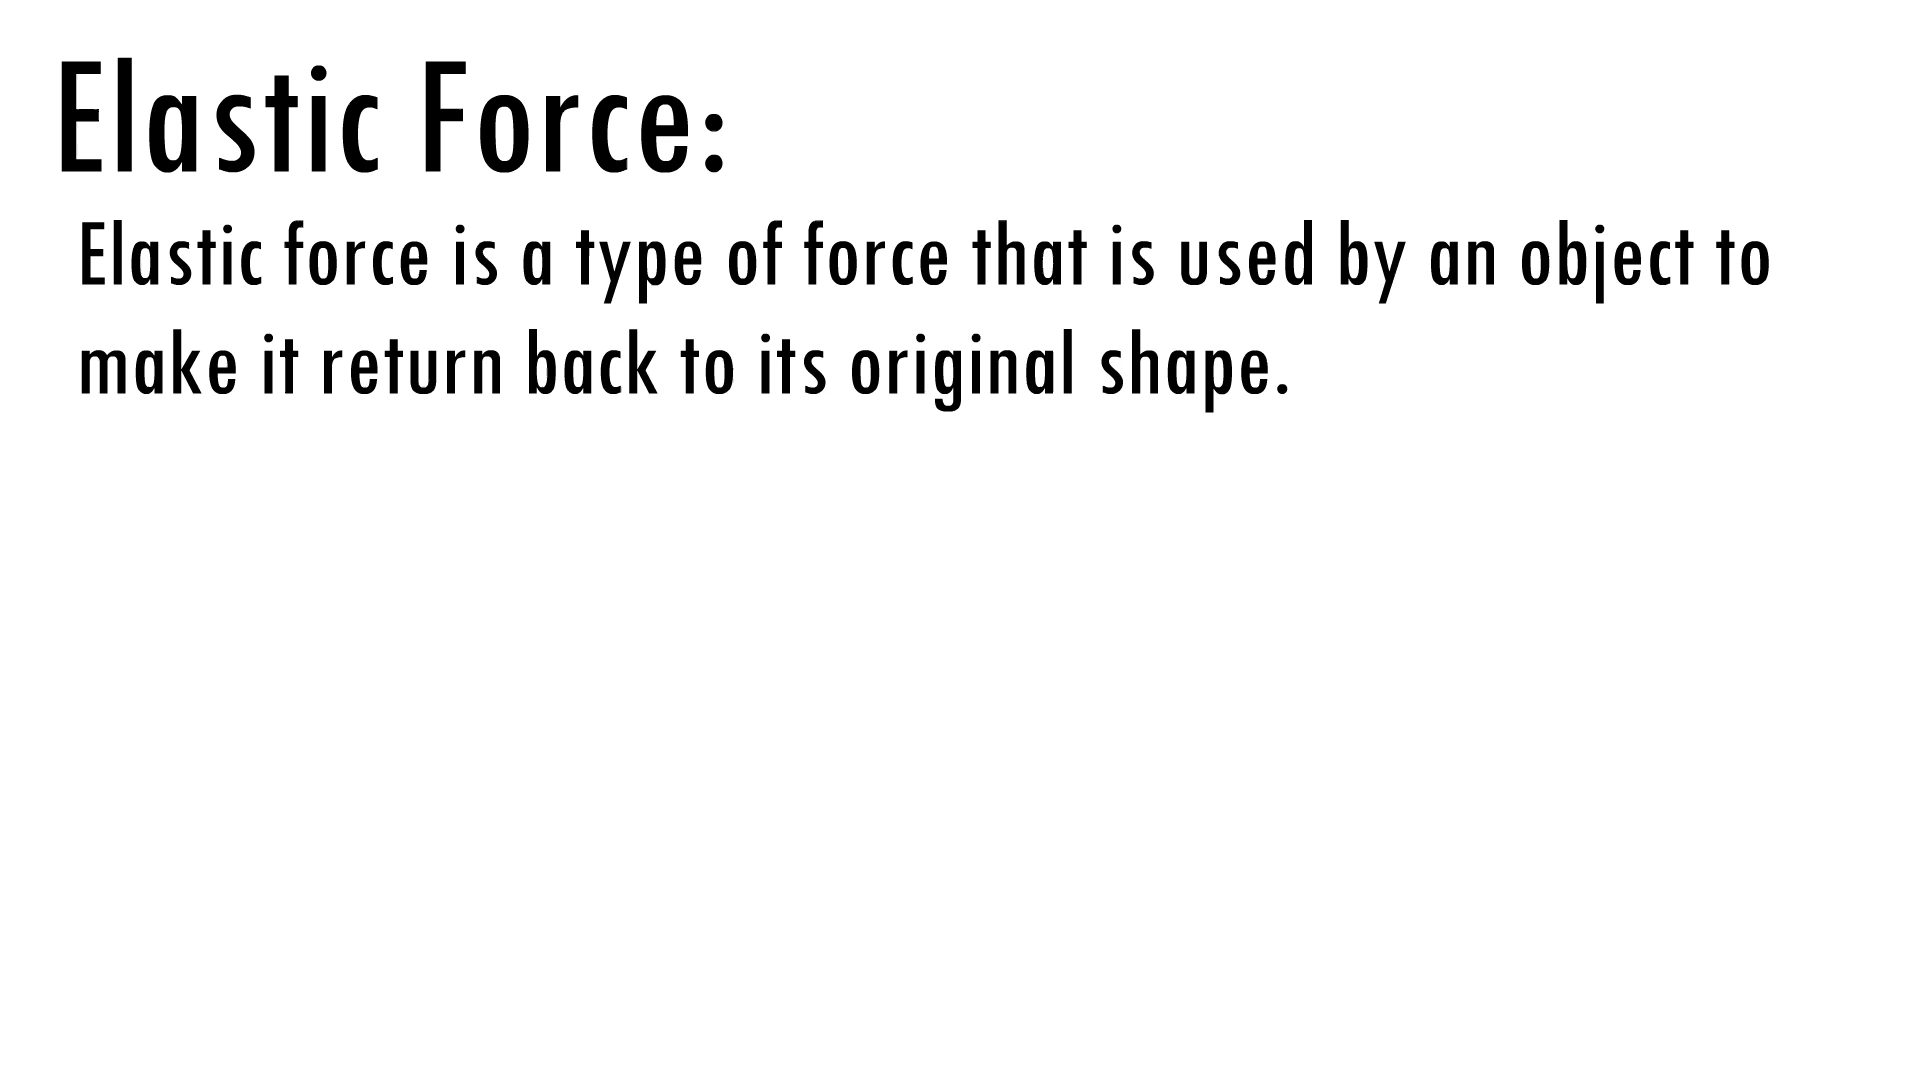 Elastic Force:
Elastic force is a type of force that is used by an object to
make it return back to its original shape.